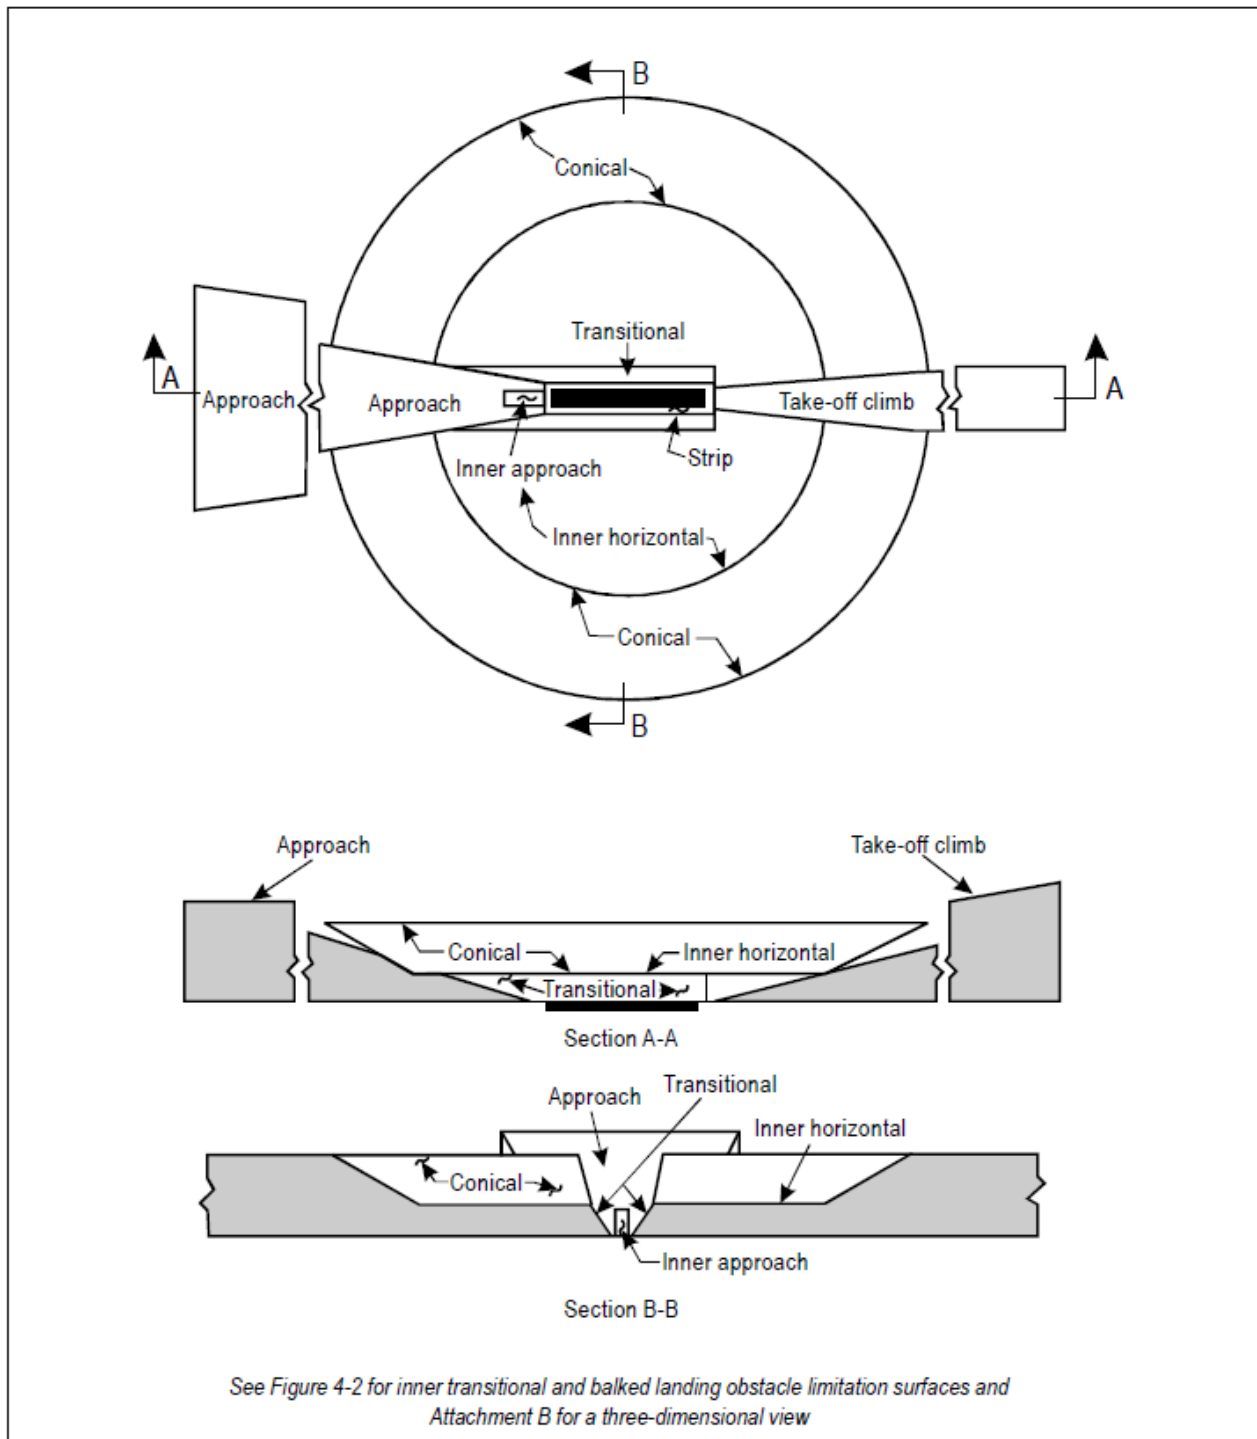 B
Conical
Transitional
A
A
Approach
Approach
Take-off climb
Strip
Inner approach
Inner horizontal
Conical
B
Approach
Take-off climb
Conical
Inner horizontal
Transitional
Section A-A
Transitional
Approach
Inner horizontal
Conical
Inner approach
Section B-B
See Figure 4-2 for inner transitional and balked landing obstacle limitation surfaces and
Attachment B for a three-dimensional view